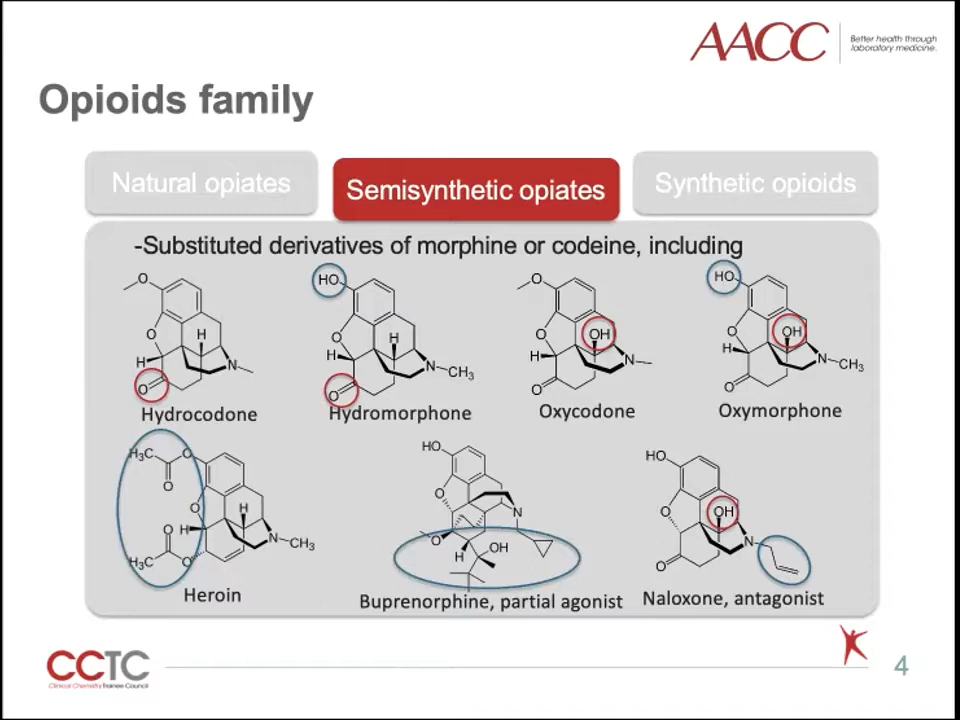 AACC
Better health through
laboratory medicine.
Opioids family
Natural opiates
Semisynthetic opiates
Synthetic opioids
-Substituted derivatives of morphine or codeine, including
O
O
H
H
N
O
Hydrocodone
HO
O
H
H
N
CH3
O
Hydromorphone
O
O
OH
H
N
O
Oxycodone
HO
O
OH
H
N
CH3
O
Oxymorphone
H3C
O
O
O
H
H
O
N
CH3
H3C
O
Heroin
HO
O
N
O
H
OH
Buprenorphine, partial agonist
HO
O
OH
N
O
Naloxone, antagonist
CCTC
Clinical Chemistry Trainee Council
4